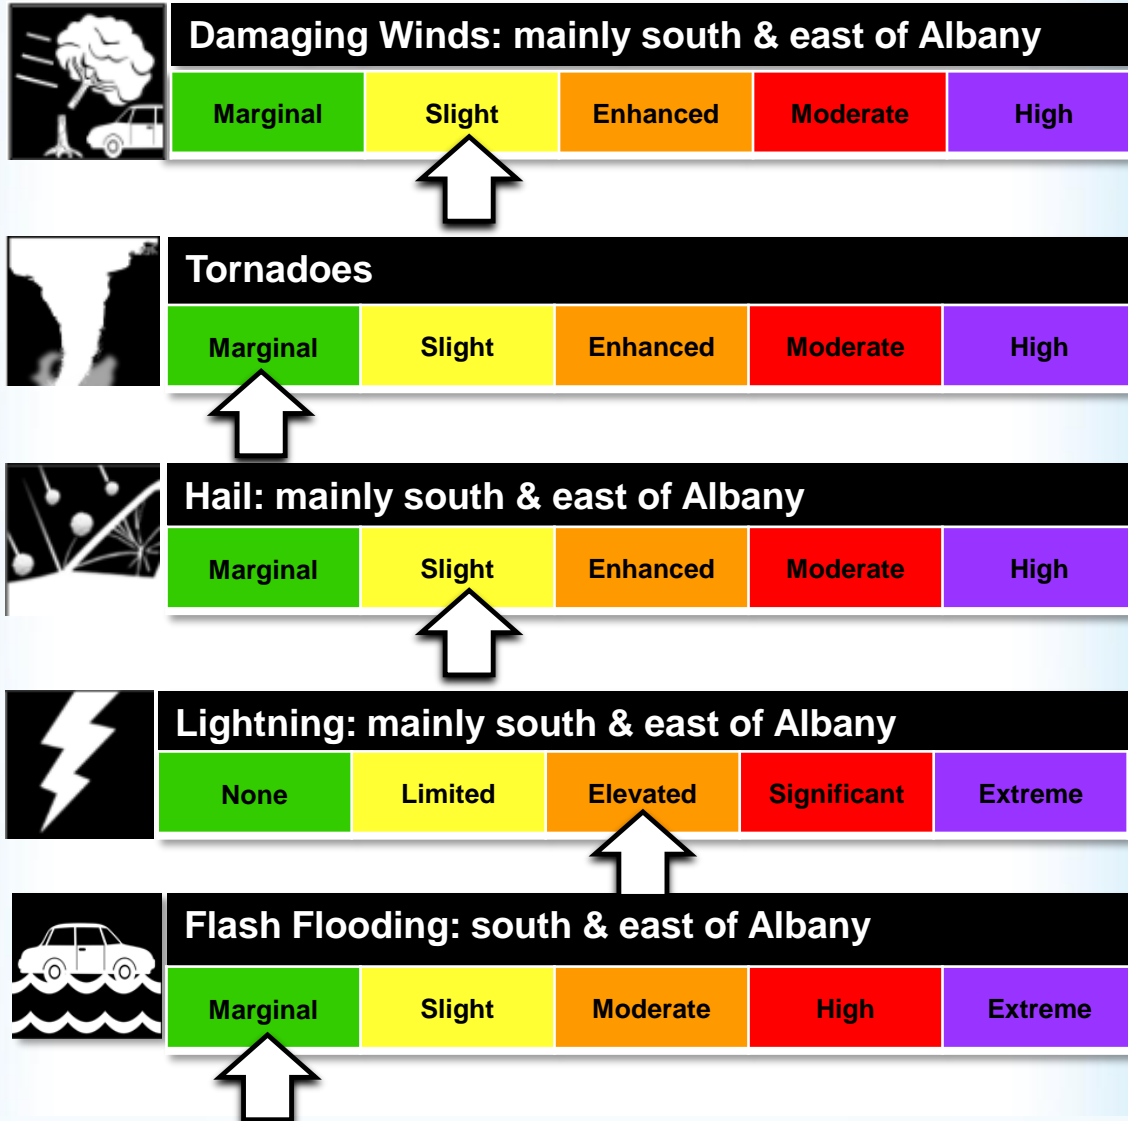 Damaging Winds: mainly south & east of Albany
Marginal Slight Enhanced Moderate High
Tornadoes
Marginal Slight Enhanced Moderate High
Hail: mainly south & east of Albany
Marginal Slight Enhanced Moderate High
Lightning: mainly south & east of Albany
None Limited Elevated Significant Extreme
Flash Flooding: south & east of Albany
Marginal Slight Moderate High Extreme